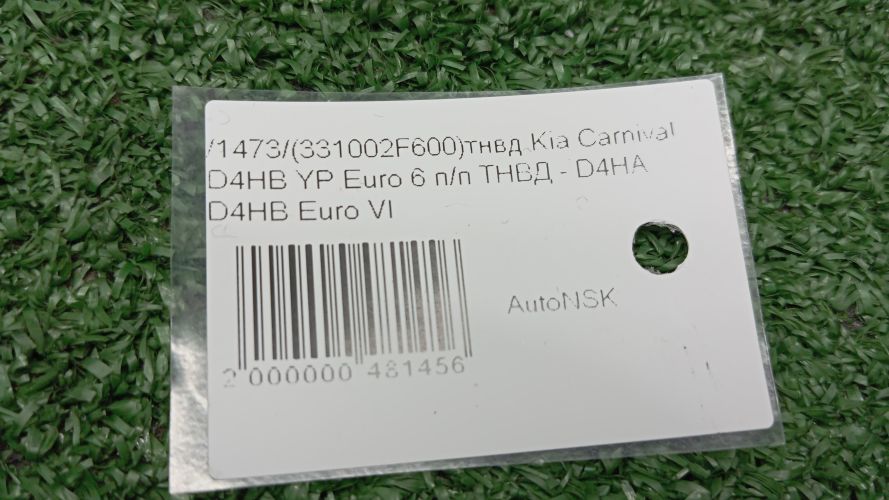 /1473/(331002F600)тнвд Kia Carnival
D4HB YP Euro 6 п/п ТНВД - D4HA
D4HB Euro VI
AutoNSK
2 000000 481456